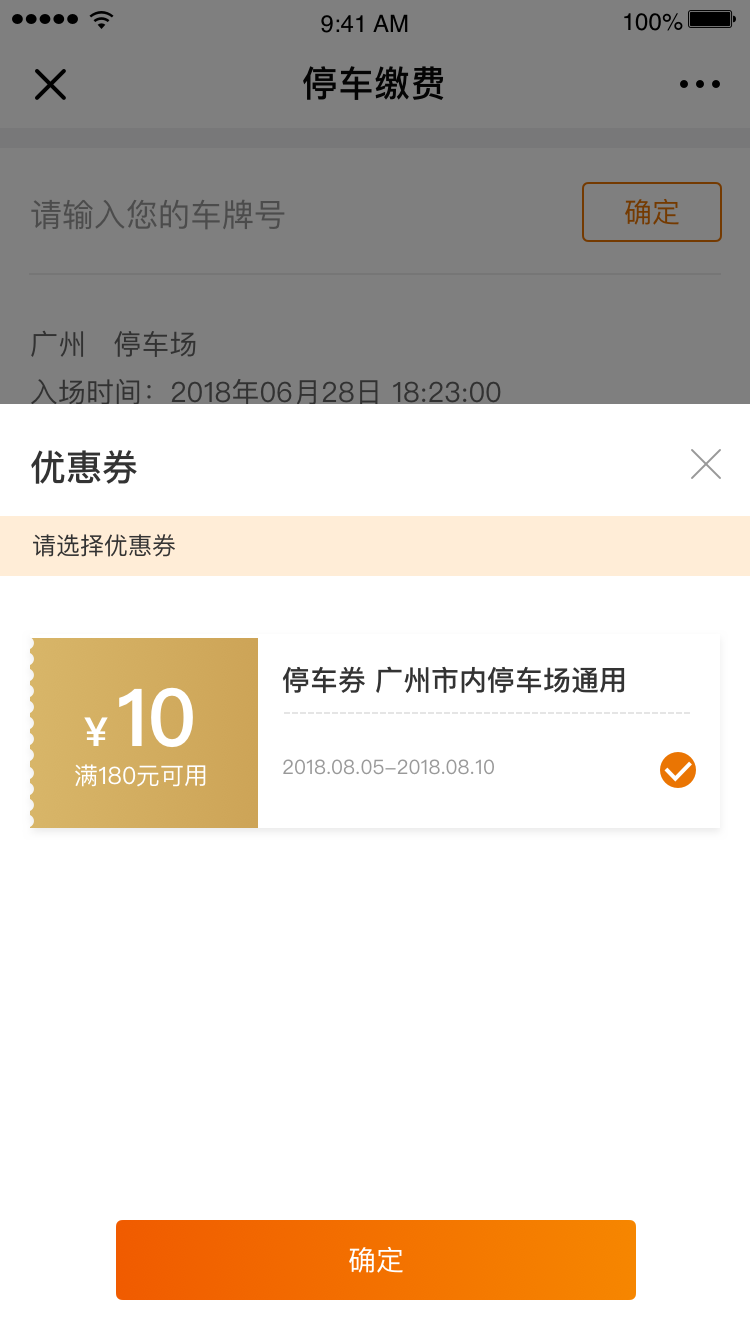 9:41 AM
100%
停车缴费
请输入您的车牌号
确定
广州 停车场
入场时间：2018年06月28日 18:23:00
优惠券
请选择优惠券
¥10
满180元可用
停车券 广州市内停车场通用
2018.08.05–2018.08.10
确定